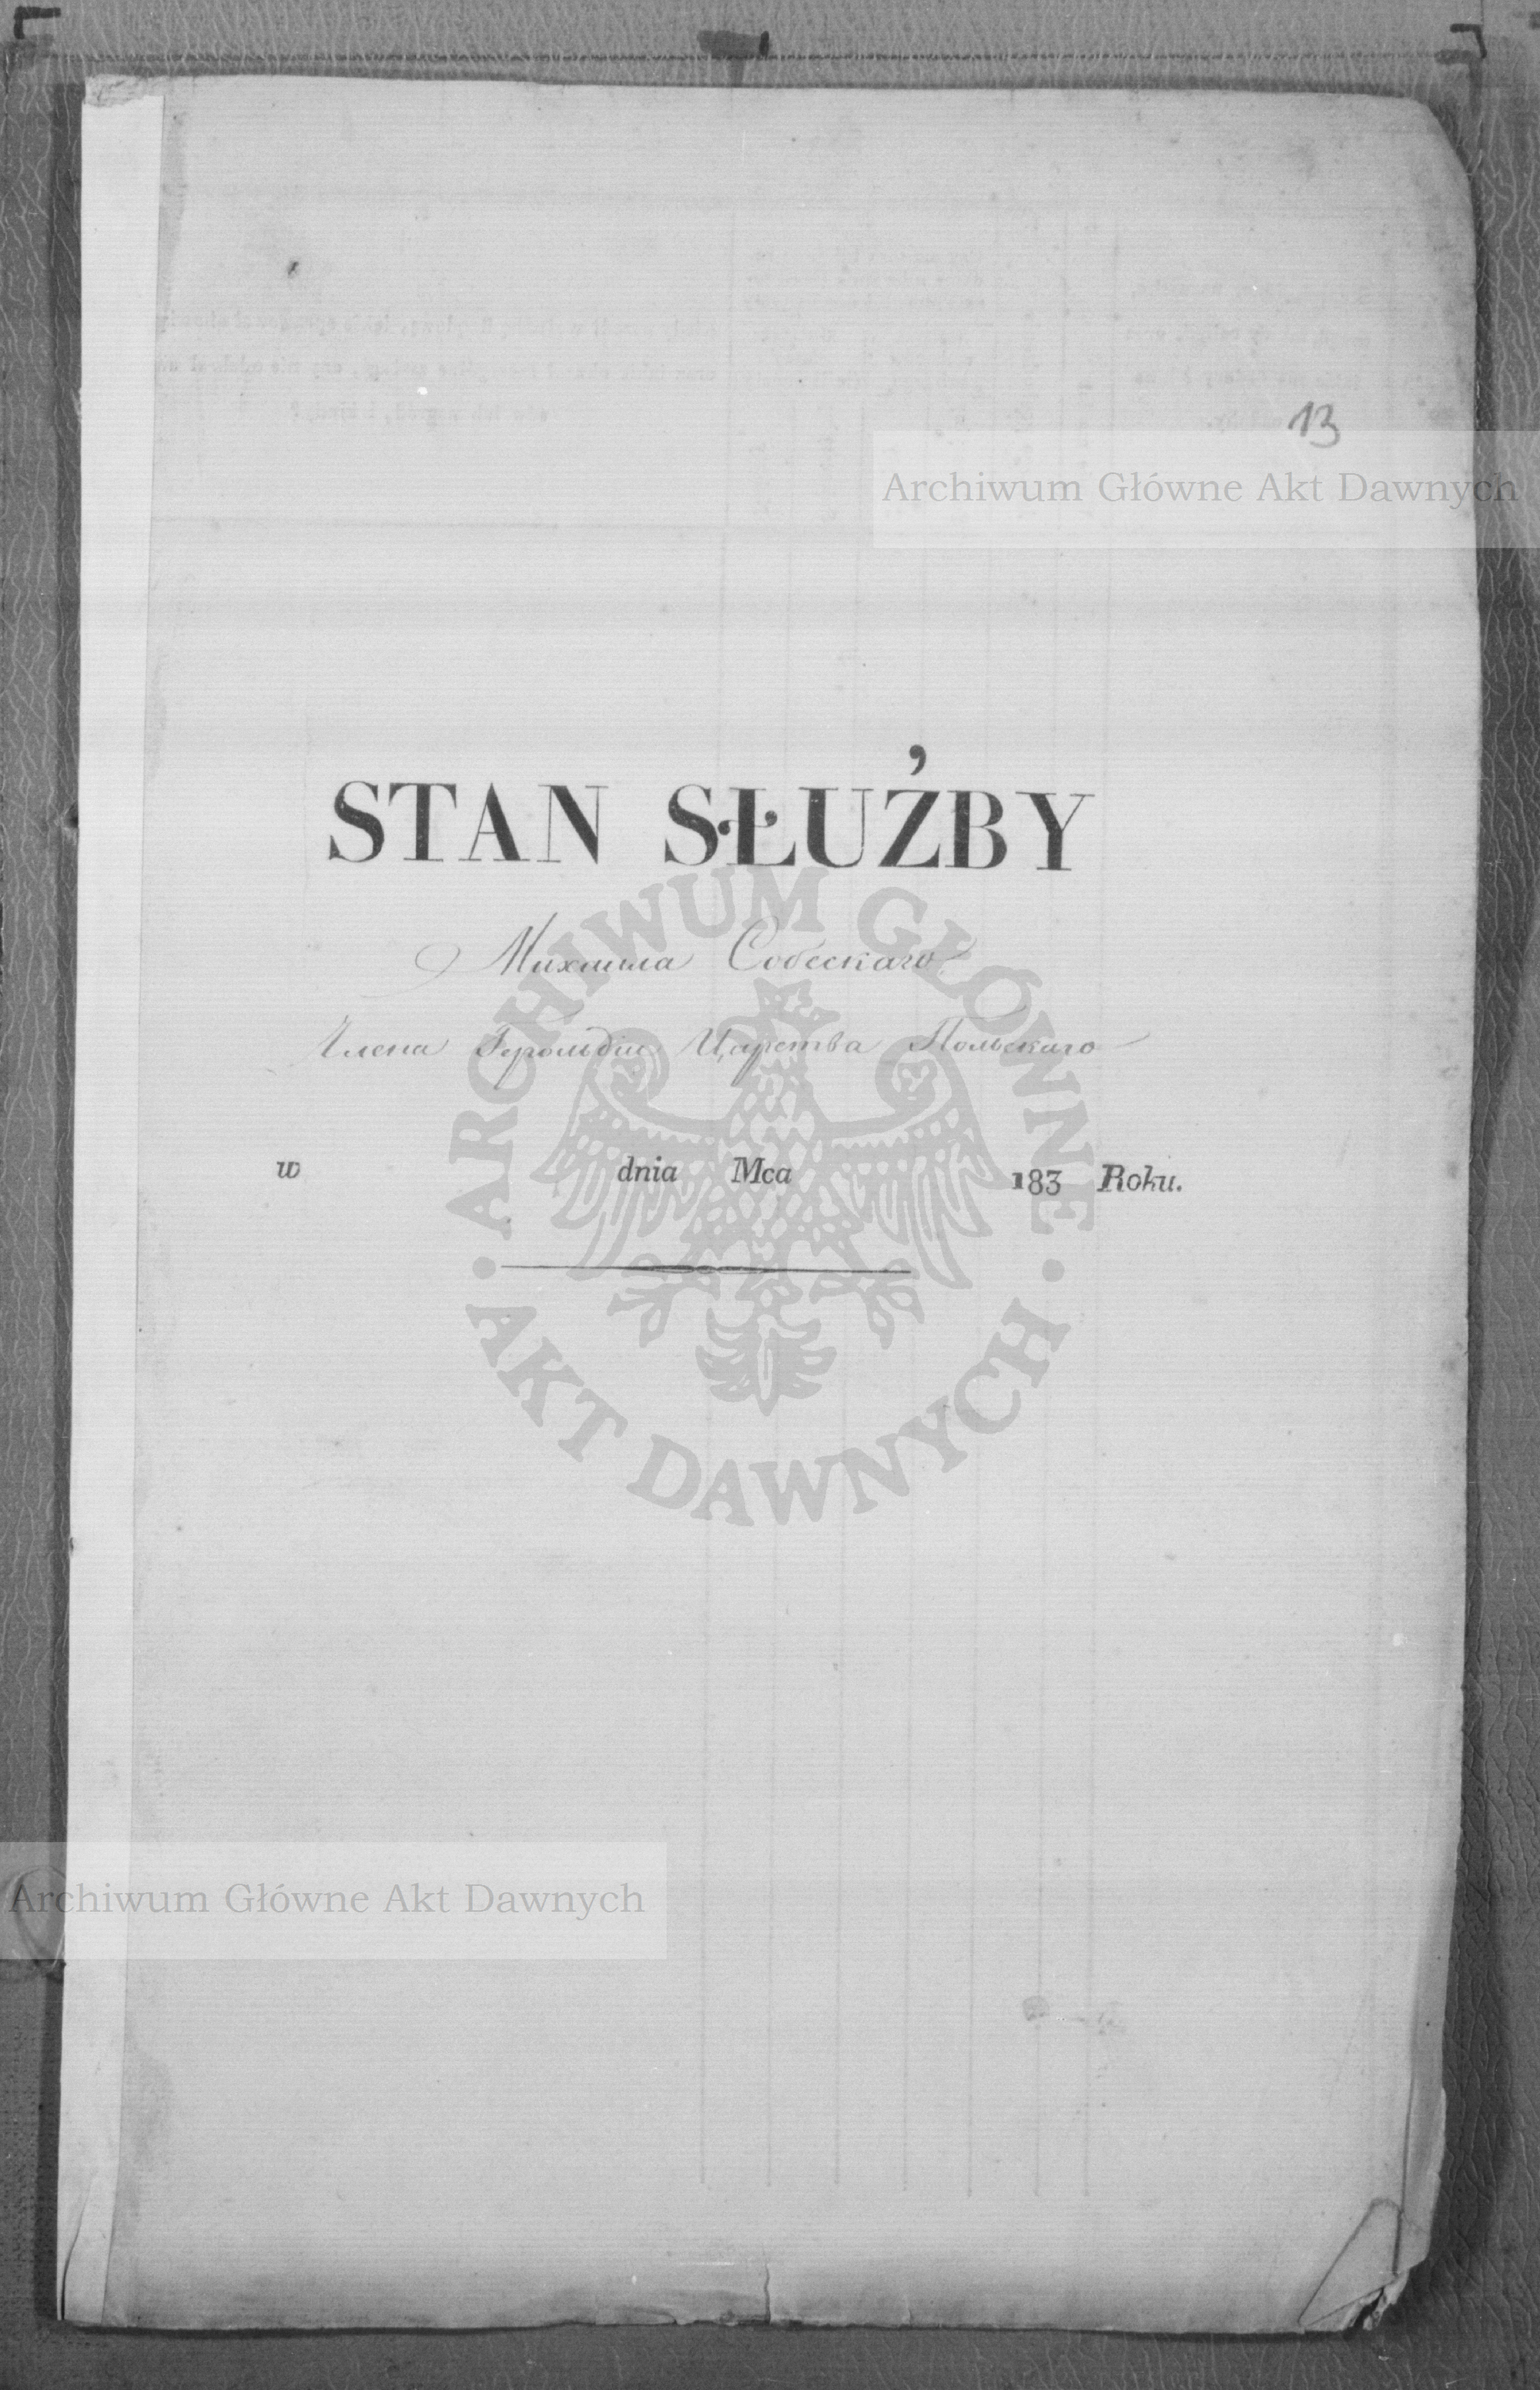 13
Archiwum Główne Akt Dawnych
STAN SŁUŻBY
Михаила Собескаго
Члена Герольдіи Царства Польскаго
w dnia Mca 183 Roku.
ARCHIWUM GŁÓWNE
AKT DAWNYCH
Archiwum Główne Akt Dawnych